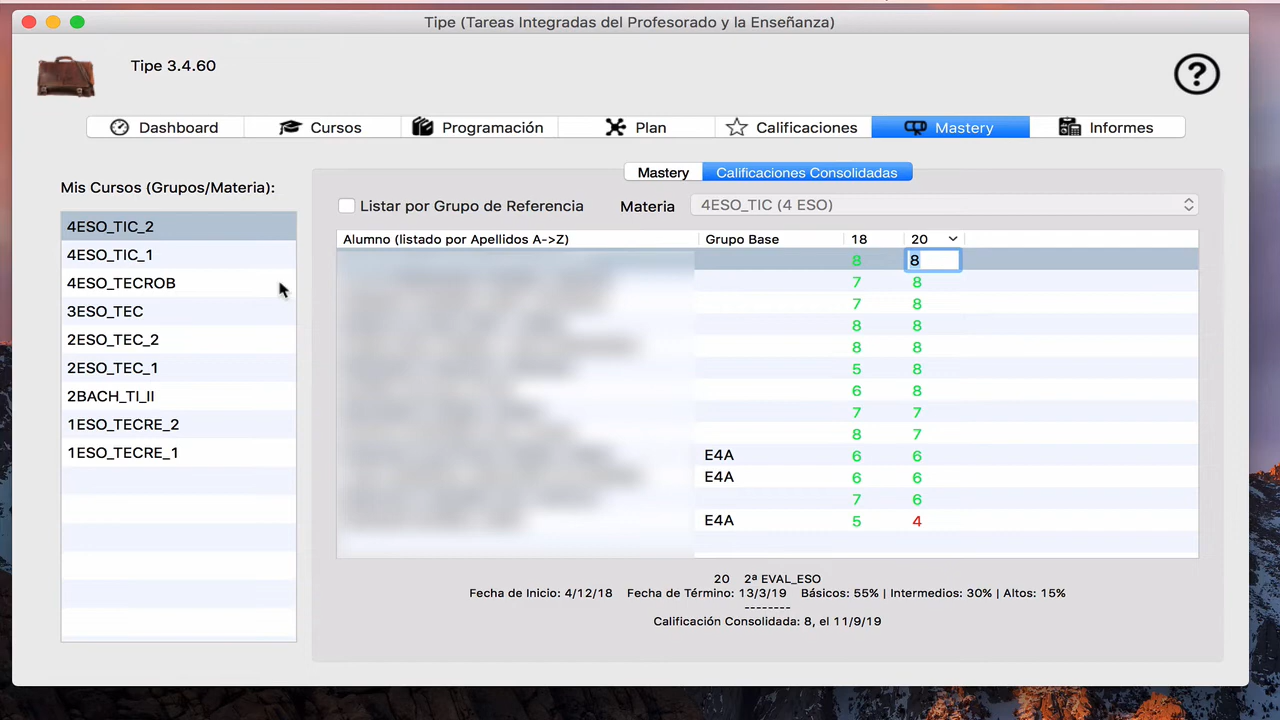 Tipe (Tareas Integradas del Profesorado y la Enseñanza)
Tipe 3.4.60
Dashboard Cursos Programación Plan Calificaciones Mastery Informes
Mis Cursos (Grupos/Materia):
4ESO_TIC_2
4ESO_TIC_1
4ESO_TECROB
3ESO_TEC
2ESO_TEC_2
2ESO_TEC_1
2BACH_TI_II
1ESO_TECRE_2
1ESO_TECRE_1
Mastery Calificaciones Consolidadas
Listar por Grupo de Referencia Materia 4ESO_TIC (4 ESO)
Alumno (listado por Apellidos A->Z) Grupo Base 18 20
8 8
7 8
7 8
8 8
8 8
5 8
6 8
7 7
8 7
E4A 6 6
E4A 6 6
7 6
E4A 5 4
20 2ª EVAL_ESO
Fecha de Inicio: 4/12/18 Fecha de Término: 13/3/19 Básicos: 55% | Intermedios: 30% | Altos: 15%
--------
Calificación Consolidada: 8, el 11/9/19